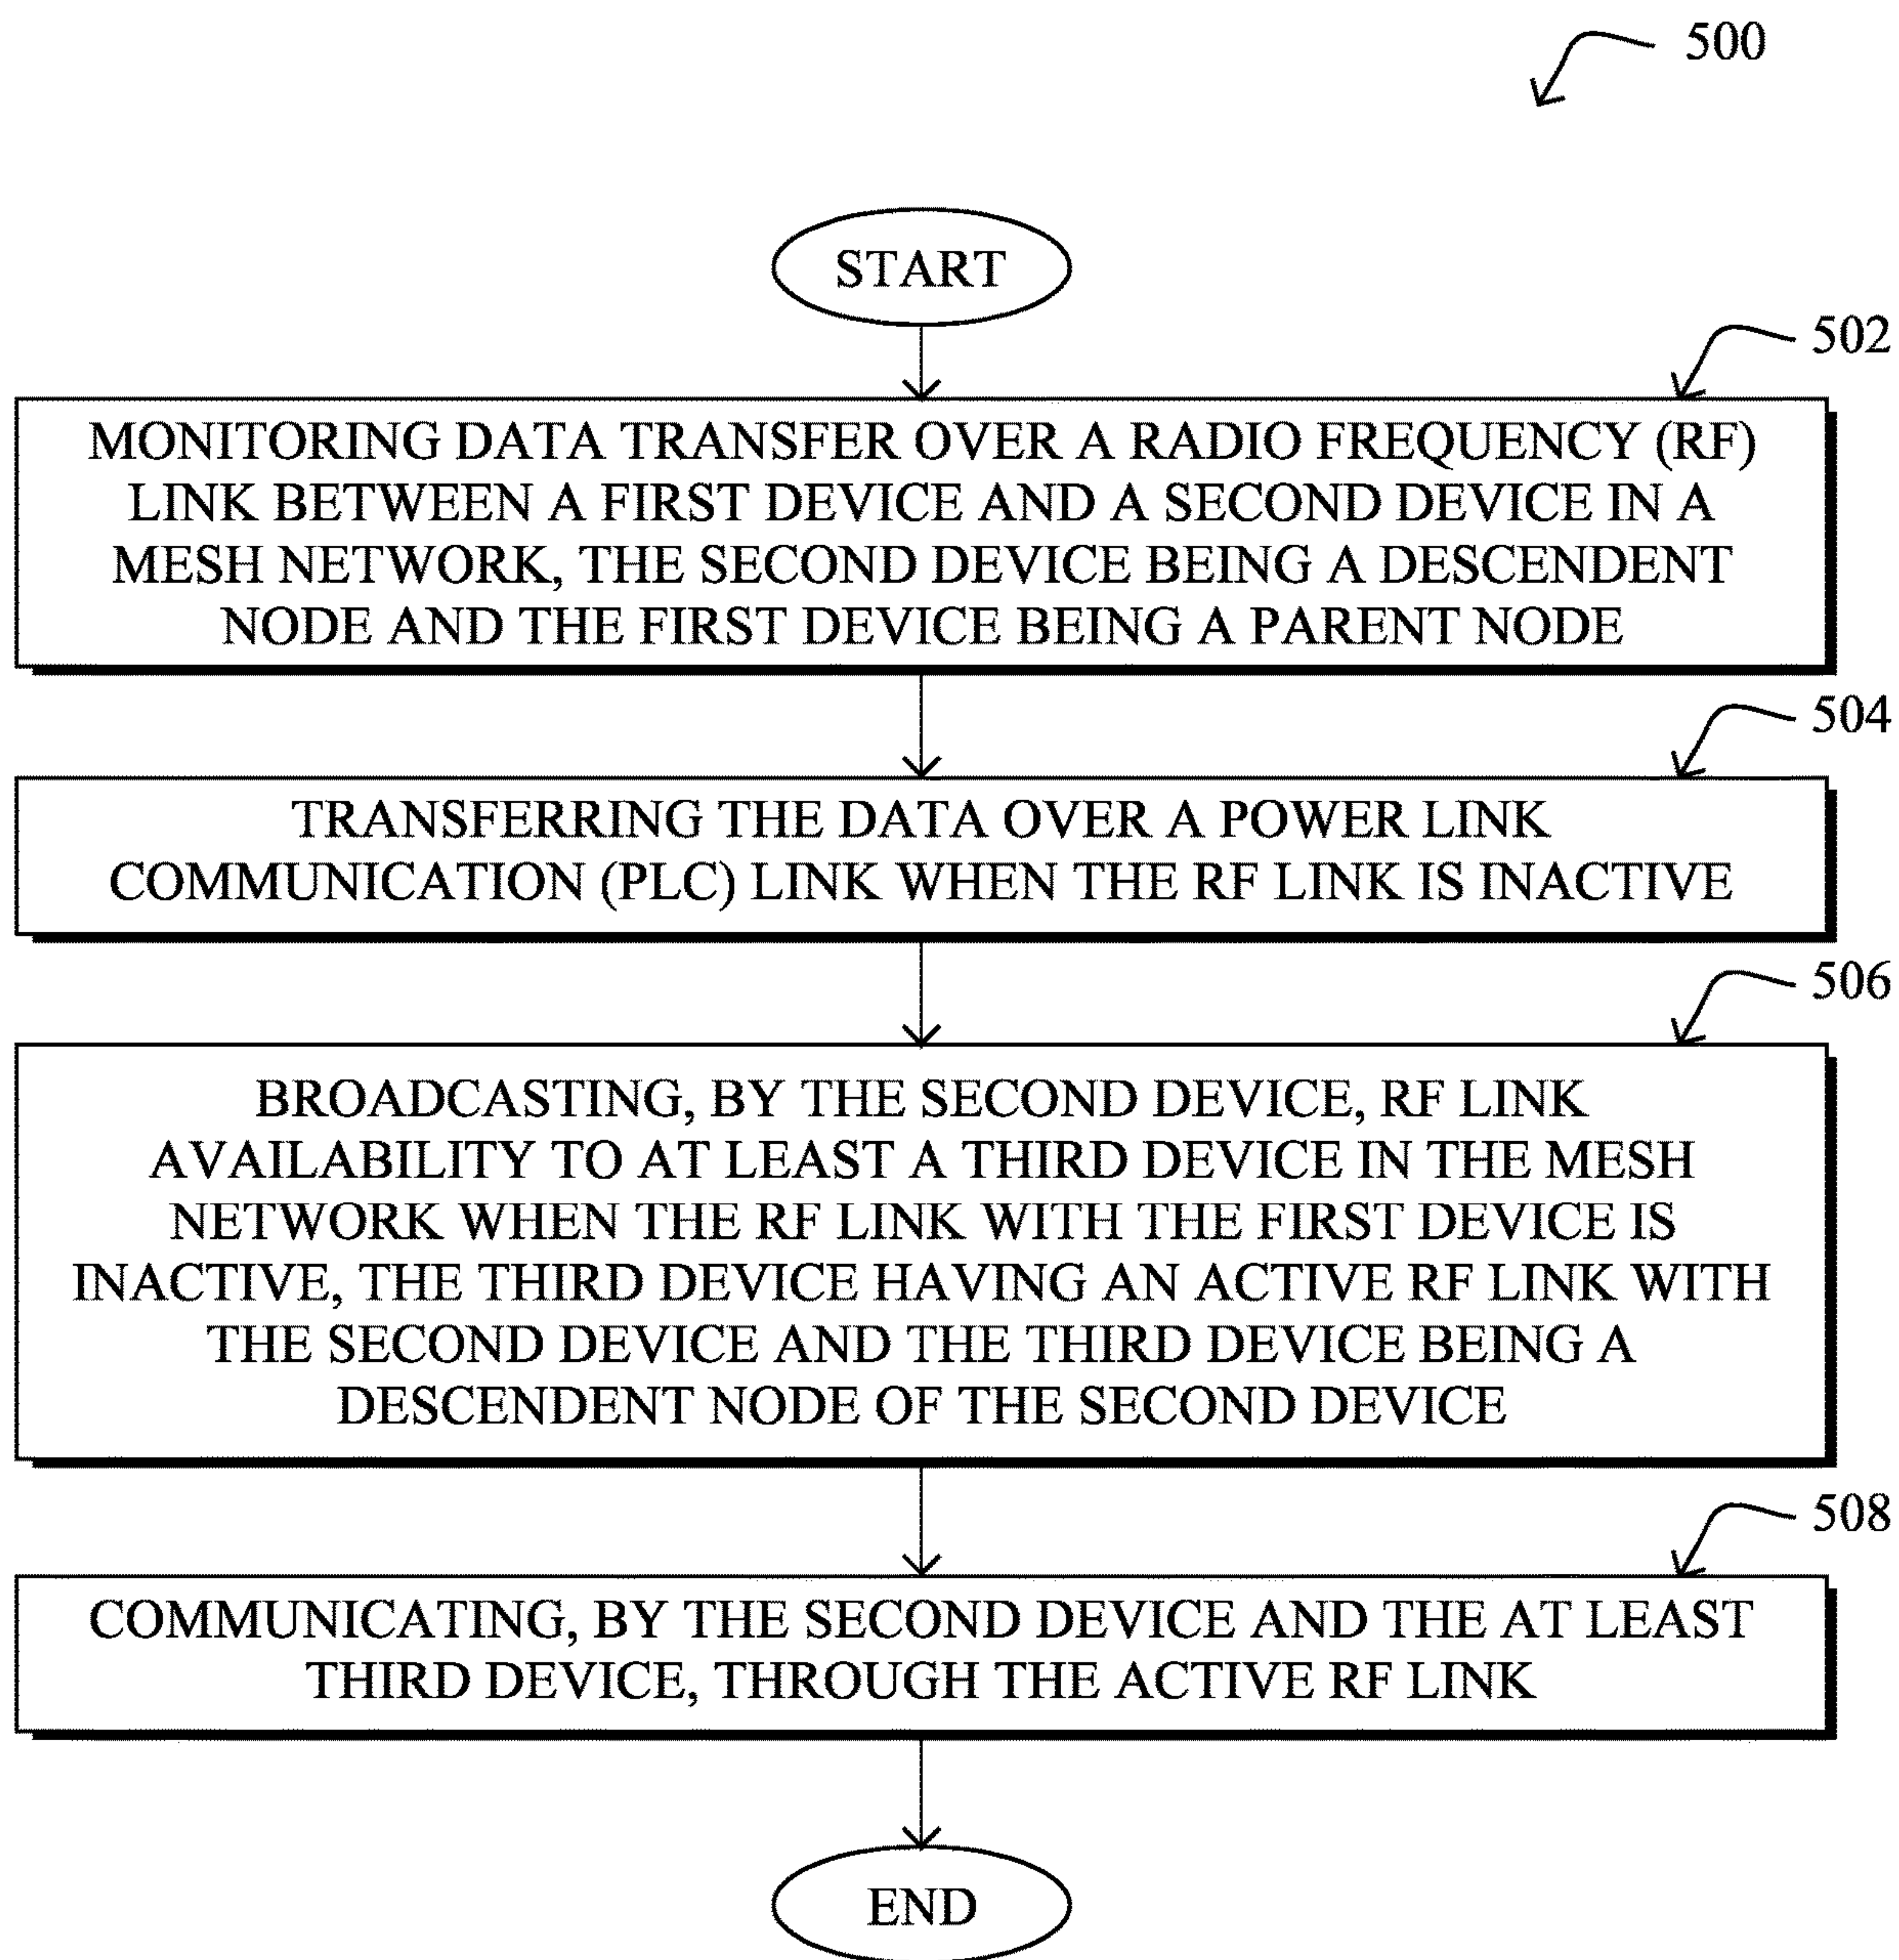 500
START
502
MONITORING DATA TRANSFER OVER A RADIO FREQUENCY (RF)
LINK BETWEEN A FIRST DEVICE AND A SECOND DEVICE IN A
MESH NETWORK, THE SECOND DEVICE BEING A DESCENDENT
NODE AND THE FIRST DEVICE BEING A PARENT NODE
504
TRANSFERRING THE DATA OVER A POWER LINK
COMMUNICATION (PLC) LINK WHEN THE RF LINK IS INACTIVE
506
BROADCASTING, BY THE SECOND DEVICE, RF LINK
AVAILABILITY TO AT LEAST A THIRD DEVICE IN THE MESH
NETWORK WHEN THE RF LINK WITH THE FIRST DEVICE IS
INACTIVE, THE THIRD DEVICE HAVING AN ACTIVE RF LINK WITH
THE SECOND DEVICE AND THE THIRD DEVICE BEING A
DESCENDENT NODE OF THE SECOND DEVICE
508
COMMUNICATING, BY THE SECOND DEVICE AND THE AT LEAST
THIRD DEVICE, THROUGH THE ACTIVE RF LINK
END